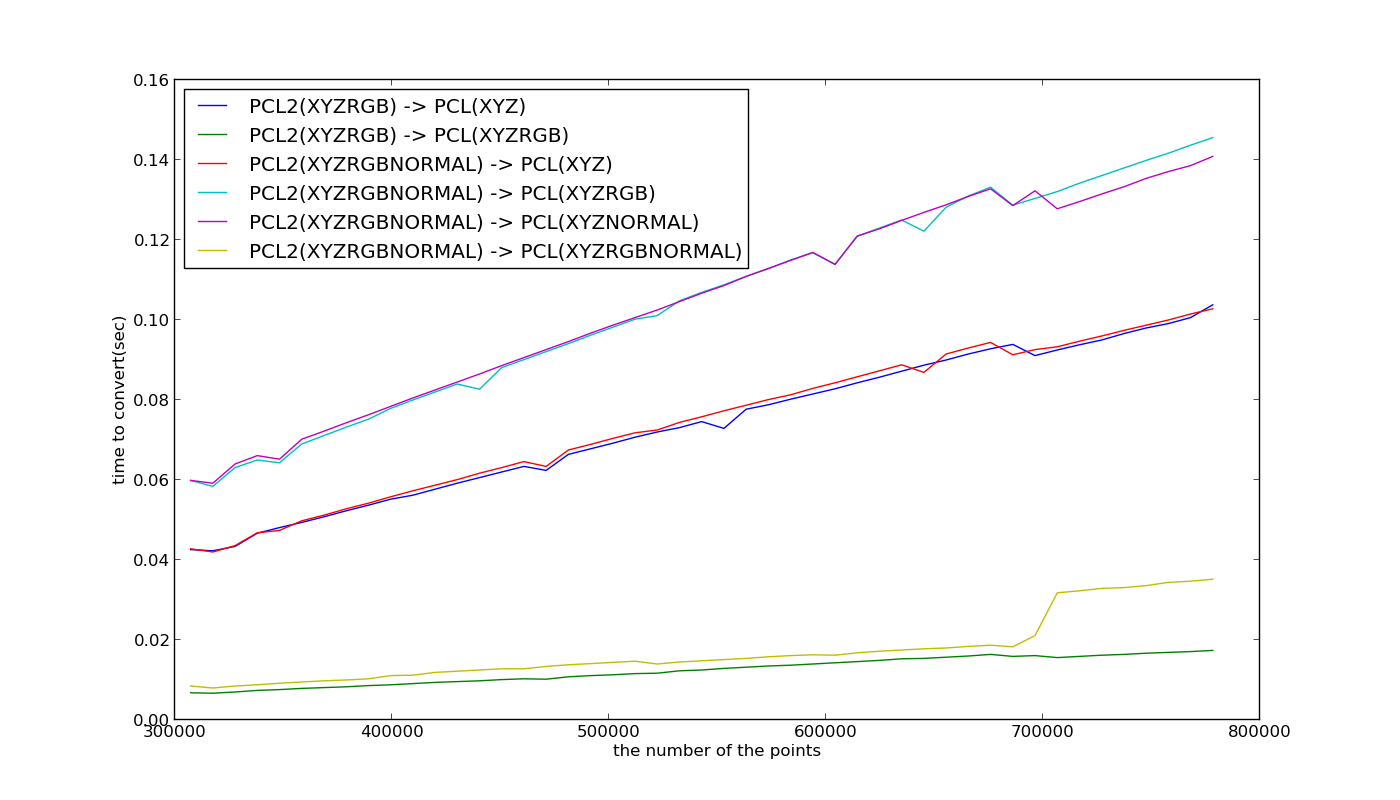 0.16
PCL2(XYZRGB) -> PCL(XYZ)
PCL2(XYZRGB) -> PCL(XYZRGB)
PCL2(XYZRGBNORMAL) -> PCL(XYZ)
PCL2(XYZRGBNORMAL) -> PCL(XYZRGB)
PCL2(XYZRGBNORMAL) -> PCL(XYZNORMAL)
PCL2(XYZRGBNORMAL) -> PCL(XYZRGBNORMAL)
0.14
0.12
0.10
0.08
0.06
0.04
0.02
0.00
time to convert(sec)
300000 400000 500000 600000 700000 800000
the number of the points